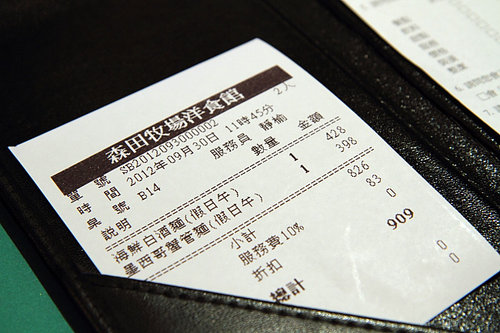 森田牧場洋食館
單號 SB2012093000002 2人
時間 2012年09月30日 11時45分
桌號 B14 服務員 靜榆
說明 數量 金額
海鮮白酒麵(假日午) 1 428
墨西哥蟹管麵(假日午) 1 398
小計 826
服務費10% 83
折扣 0
總計 909
0
0